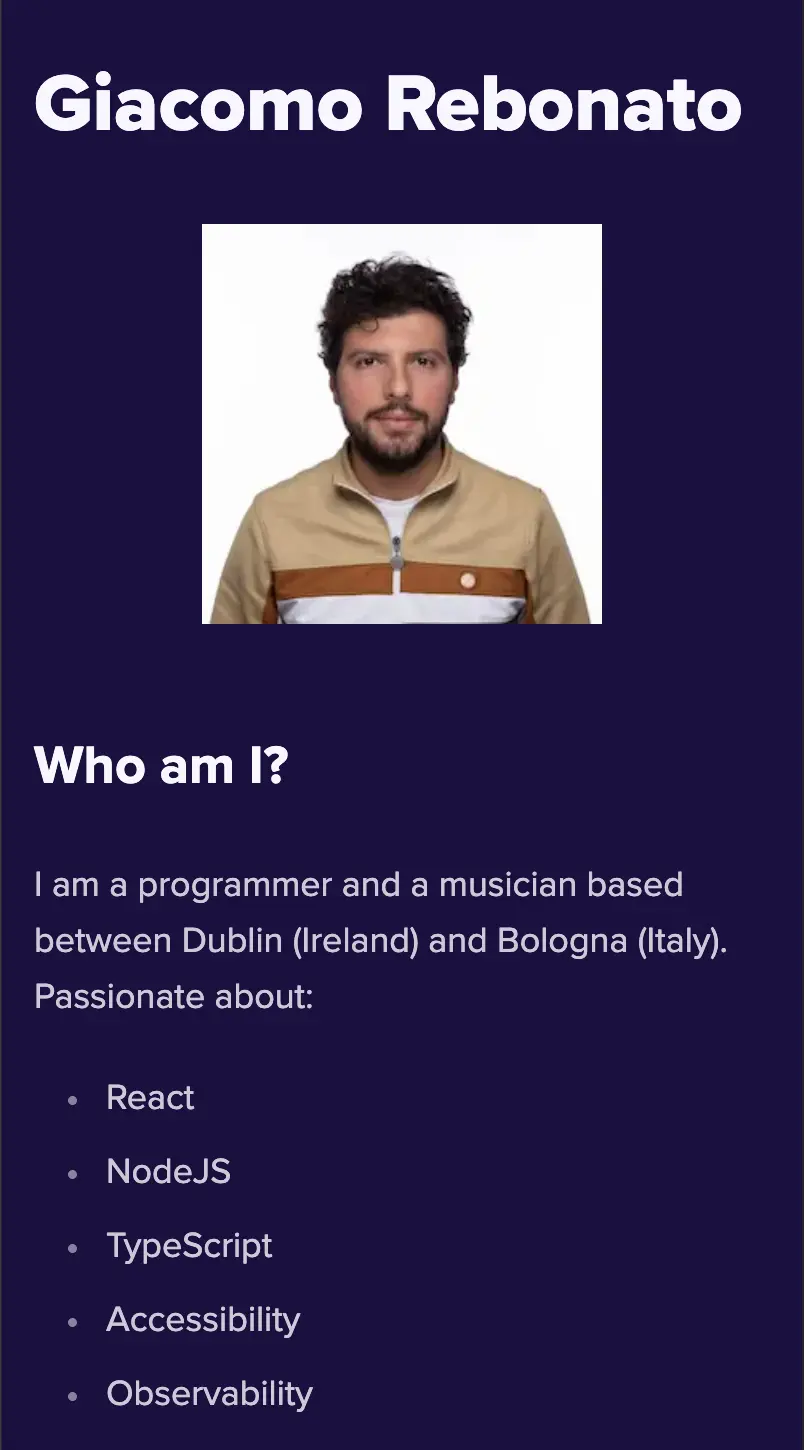 Giacomo Rebonato
Who am I?
I am a programmer and a musician based
between Dublin (Ireland) and Bologna (Italy).
Passionate about:
• React
• NodeJS
• TypeScript
• Accessibility
• Observability